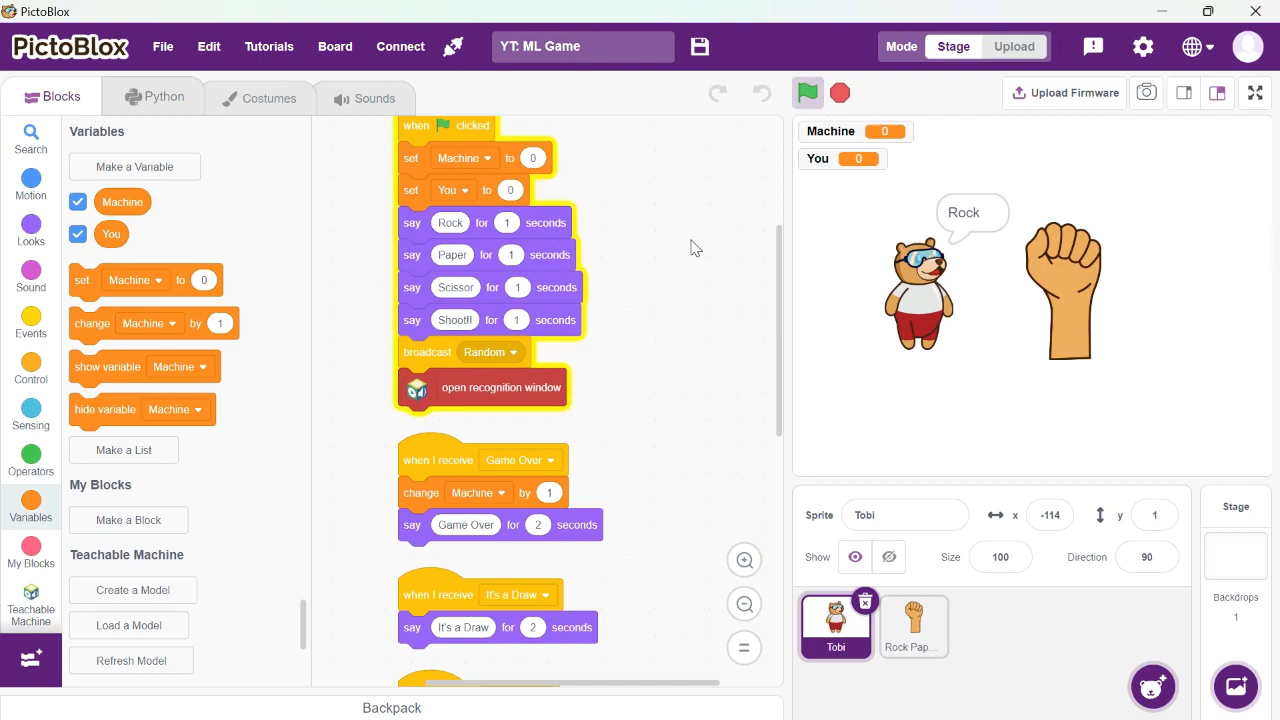 PictoBlox
PictoBlox File Edit Tutorials Board Connect YT: ML Game Mode Stage Upload
Blocks Python Costumes Sounds Upload Firmware
Search
Motion
Looks
Sound
Events
Control
Sensing
Operators
Variables
My Blocks
Teachable
Machine
Variables
Make a Variable
Machine
You
set Machine to 0
change Machine by 1
show variable Machine
hide variable Machine
Make a List
My Blocks
Make a Block
Teachable Machine
Create a Model
Load a Model
Refresh Model
when clicked
set Machine to 0
set You to 0
say Rock for 1 seconds
say Paper for 1 seconds
say Scissor for 1 seconds
say Shoot!! for 1 seconds
broadcast Random
open recognition window
when I receive Game Over
change Machine by 1
say Game Over for 2 seconds
when I receive It's a Draw
say It's a Draw for 2 seconds
Backpack
Machine 0
You 0
Rock
Sprite Tobi x -114 y 1
Show Size 100 Direction 90
Tobi
Rock Pap...
Stage
Backdrops
1